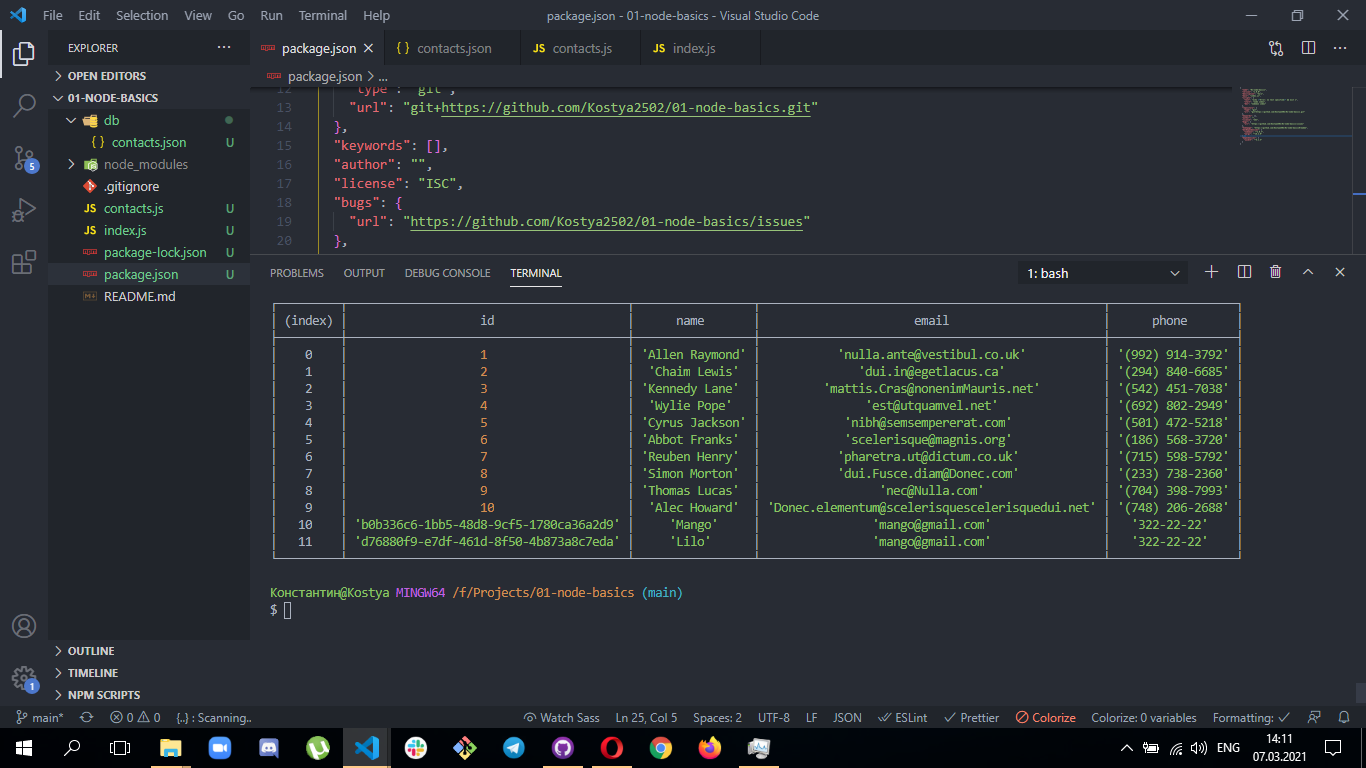 File Edit Selection View Go Run Terminal Help package.json - 01-node-basics - Visual Studio Code
EXPLORER ...
OPEN EDITORS
01-NODE-BASICS
db
{ } contacts.json U
node_modules
.gitignore
JS contacts.js U
JS index.js U
package-lock.json U
package.json U
README.md
OUTLINE
TIMELINE
NPM SCRIPTS
5
1
package.json { } contacts.json JS contacts.js JS index.js
package.json > ...
12 "type": "git",
13 "url": "git+https://github.com/Kostya2502/01-node-basics.git"
14 },
15 "keywords": [],
16 "author": "",
17 "license": "ISC",
18 "bugs": {
19 "url": "https://github.com/Kostya2502/01-node-basics/issues"
20 },
PROBLEMS OUTPUT DEBUG CONSOLE TERMINAL 1: bash
(index) id name email phone
0 1 'Allen Raymond' 'nulla.ante@vestibul.co.uk' '(992) 914-3792'
1 2 'Chaim Lewis' 'dui.in@egetlacus.ca' '(294) 840-6685'
2 3 'Kennedy Lane' 'mattis.Cras@nonenimMauris.net' '(542) 451-7038'
3 4 'Wylie Pope' 'est@utquamvel.net' '(692) 802-2949'
4 5 'Cyrus Jackson' 'nibh@semsempererat.com' '(501) 472-5218'
5 6 'Abbot Franks' 'scelerisque@magnis.org' '(186) 568-3720'
6 7 'Reuben Henry' 'pharetra.ut@dictum.co.uk' '(715) 598-5792'
7 8 'Simon Morton' 'dui.Fusce.diam@Donec.com' '(233) 738-2360'
8 9 'Thomas Lucas' 'nec@Nulla.com' '(704) 398-7993'
9 10 'Alec Howard' 'Donec.elementum@scelerisquescelerisquedui.net' '(748) 206-2688'
10 'b0b336c6-1bb5-48d8-9cf5-1780ca36a2d9' 'Mango' 'mango@gmail.com' '322-22-22'
11 'd76880f9-e7df-461d-8f50-4b873a8c7eda' 'Lilo' 'mango@gmail.com' '322-22-22'
Константин@Kostya MINGW64 /f/Projects/01-node-basics (main)
$
main* 0 0 {..} : Scanning.. Watch Sass Ln 25, Col 5 Spaces: 2 UTF-8 LF JSON ESLint Prettier Colorize Colorize: 0 variables Formatting:
ENG 14:11
07.03.2021